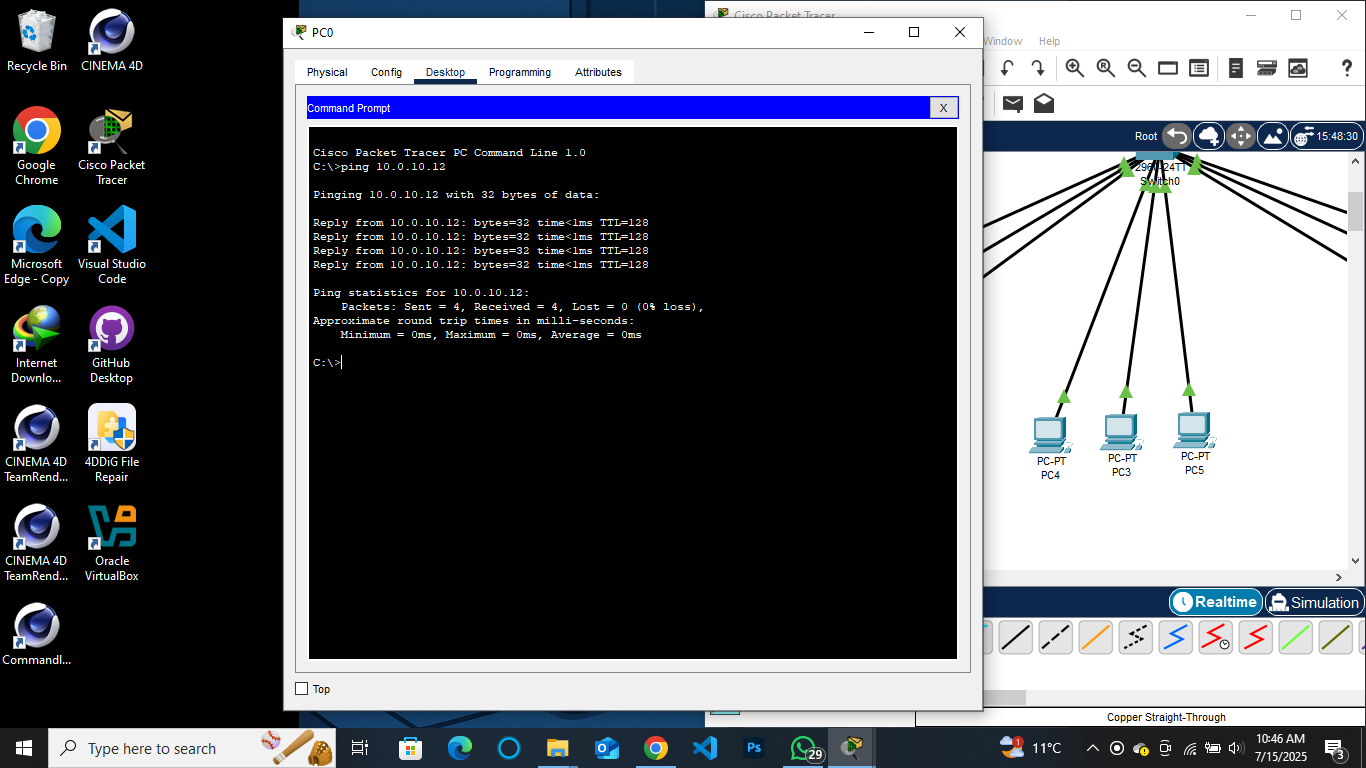 Recycle Bin
CINEMA 4D
Google
Chrome
Cisco Packet
Tracer
Microsoft
Edge - Copy
Visual Studio
Code
Internet
Downlo...
GitHub
Desktop
CINEMA 4D
TeamRend...
4DDiG File
Repair
CINEMA 4D
TeamRend...
Oracle
VirtualBox
CommandI...
PC0
Physical
Config
Desktop
Programming
Attributes
Command Prompt
X
Cisco Packet Tracer PC Command Line 1.0
C:\>ping 10.0.10.12
Pinging 10.0.10.12 with 32 bytes of data:
Reply from 10.0.10.12: bytes=32 time<1ms TTL=128
Reply from 10.0.10.12: bytes=32 time<1ms TTL=128
Reply from 10.0.10.12: bytes=32 time<1ms TTL=128
Reply from 10.0.10.12: bytes=32 time<1ms TTL=128
Ping statistics for 10.0.10.12:
Packets: Sent = 4, Received = 4, Lost = 0 (0% loss),
Approximate round trip times in milli-seconds:
Minimum = 0ms, Maximum = 0ms, Average = 0ms
C:\>
Top
Cisco Packet Tracer
Window
Help
?
Root
15:48:30
Switch0
PC-PT
PC4
PC-PT
PC3
PC-PT
PC5
Realtime
Simulation
Copper Straight-Through
Type here to search
Ps
29
1
11°C
10:46 AM
7/15/2025
3